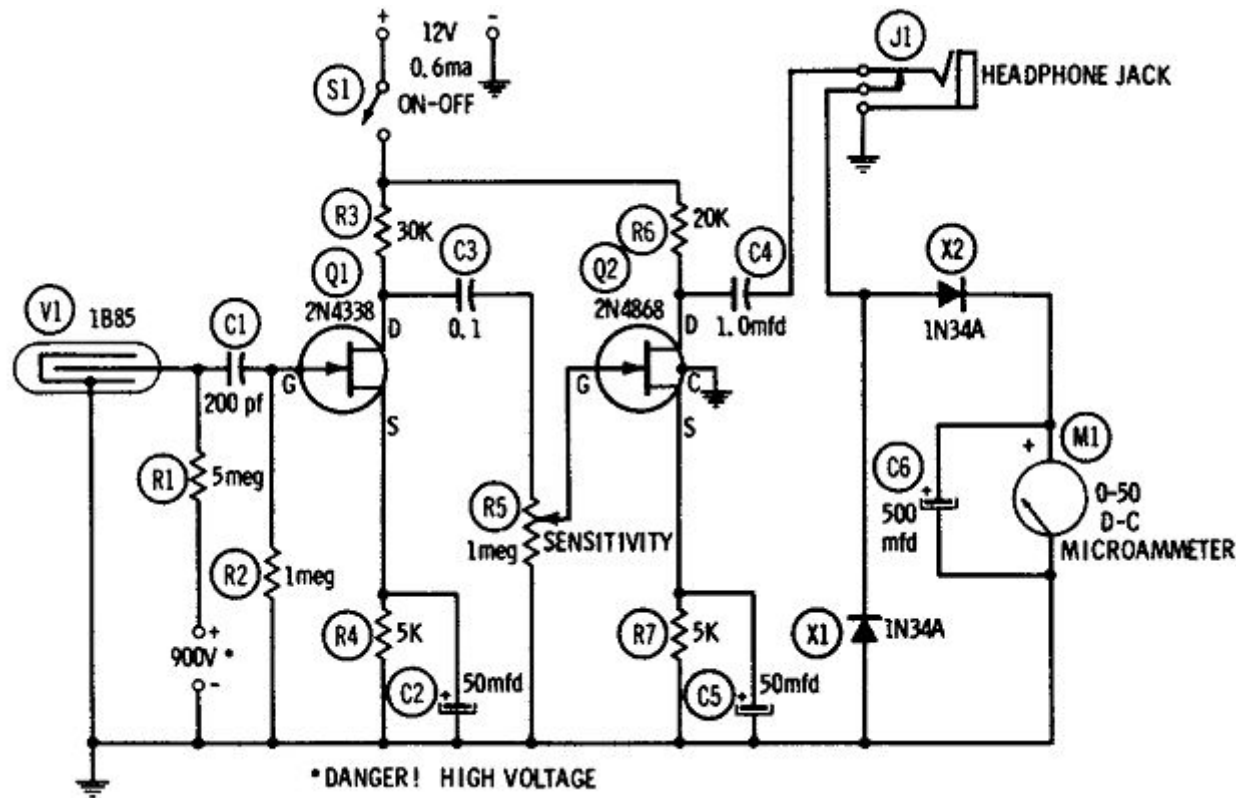 + 12V -
0.6ma
S1
ON-OFF
J1
HEADPHONE JACK
R3
30K
R6
20K
C3
0.1
Q1
2N4338
Q2
2N4868
C4
1.0mfd
X2
1N34A
V1
1B85
C1
200 pf
G
D
S
G
D
C
S
R1
5meg
R2
1meg
R5
1meg
SENSITIVITY
C6
+
500
mfd
+
M1
0-50
D-C
MICROAMMETER
+
900V *
-
R4
5K
C2
+
50mfd
R7
5K
C5
+
50mfd
X1
1N34A
*DANGER! HIGH VOLTAGE